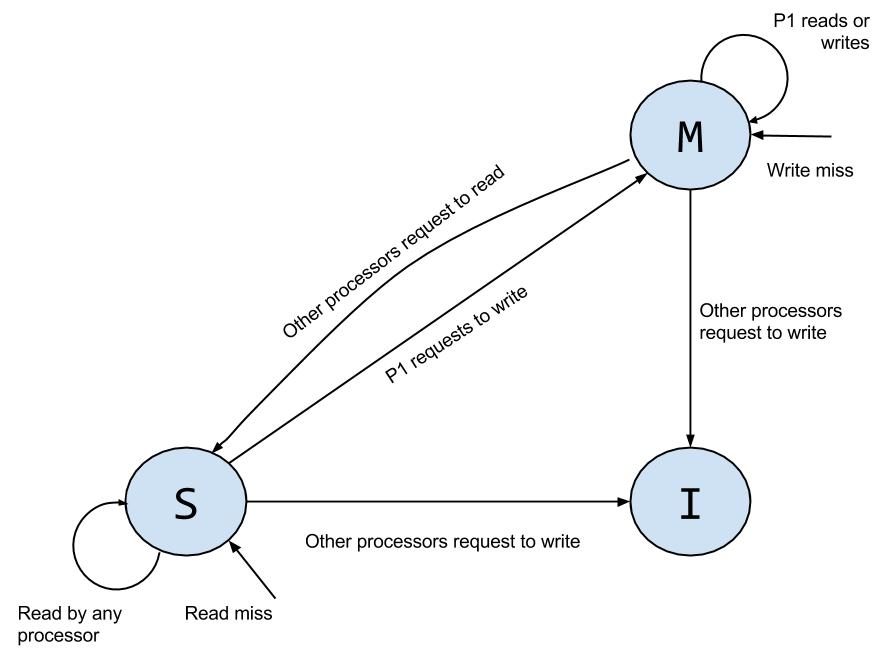 P1 reads or
writes
M
Write miss
Other processors request to read
P1 requests to write
Other processors
request to write
S
I
Other processors request to write
Read by any
processor
Read miss